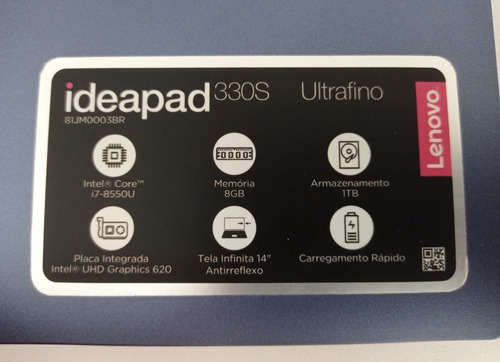 ideapad 330S Ultrafino
81JM0003BR
Lenovo
Intel® Core™
i7-8550U
Memória
8GB
Armazenamento
1TB
Placa Integrada
Intel® UHD Graphics 620
Tela Infinita 14"
Antirreflexo
Carregamento Rápido